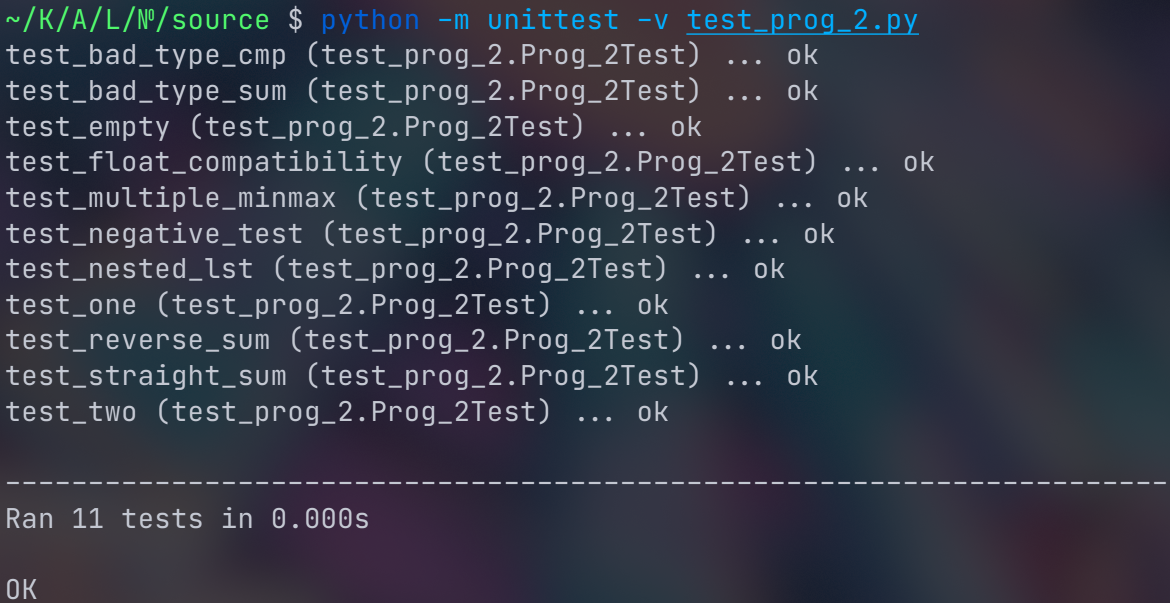 ~/K/A/L/№/source $ python -m unittest -v test_prog_2.py
test_bad_type_cmp (test_prog_2.Prog_2Test) ... ok
test_bad_type_sum (test_prog_2.Prog_2Test) ... ok
test_empty (test_prog_2.Prog_2Test) ... ok
test_float_compatibility (test_prog_2.Prog_2Test) ... ok
test_multiple_minmax (test_prog_2.Prog_2Test) ... ok
test_negative_test (test_prog_2.Prog_2Test) ... ok
test_nested_lst (test_prog_2.Prog_2Test) ... ok
test_one (test_prog_2.Prog_2Test) ... ok
test_reverse_sum (test_prog_2.Prog_2Test) ... ok
test_straight_sum (test_prog_2.Prog_2Test) ... ok
test_two (test_prog_2.Prog_2Test) ... ok
----------------------------------------------------------------------
Ran 11 tests in 0.000s
OK